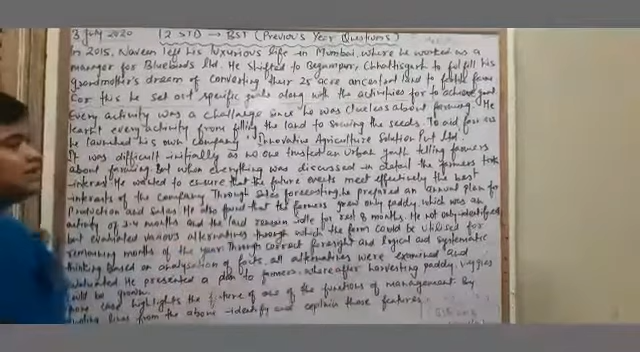 3 July 2020 12 STD → BST (Previous Year Questions)
In 2015, Naveen left his luxurious life in Mumbai, where he worked as a
manager for Bluebirds Ltd. He shifted to Begampur, Chhattisgarh to fulfill his
grandmother's dream of converting their 25 acre ancestral land to fertile farm
For this he set out specific goals along with the activities for to achieve goal
Every activity was a challenge since he was clueless about farming. He
learnt every activity from filling the land to sowing the seeds. To aid farmers
he launched his own company "Innovative Agriculture Solution Pvt Ltd.
It was difficult initially as no one trusted an urban youth telling farmers
about farming. But when everything was discussed in detail the farmers took
interest. He wanted to ensure that the future events meet effectively the best
interests of the company. Through sales forecasting, he prepared an annual plan for
production and sales. He also found that the farmers grew only paddy, which was an
activity of 3-4 months and the land remain idle for rest 8 months. He not only identified
but evaluated various alternatives through which the farm could be utilised for
remaining months of the year. Through correct foresight and logical and systematic
thinking based on analysation of facts, all alternatives were examined and
evaluated. He presented a plan to farmers, where after harvesting paddy, veggies
could be grown.
case highlights the of one of the functions of management. By
lines from the above identify and explain these features.